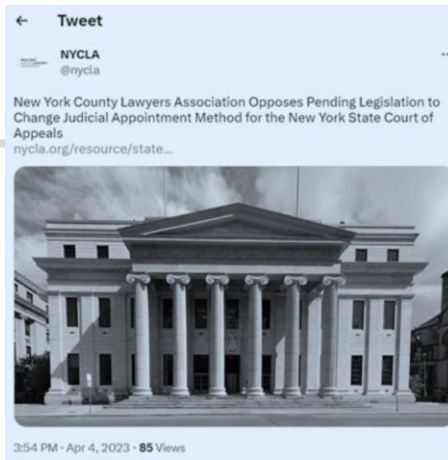 Tweet
NYCLA
@nycla
New York County Lawyers Association Opposes Pending Legislation to
Change Judicial Appointment Method for the New York State Court of
Appeals
nycla.org/resource/state...
3:54 PM · Apr 4, 2023 · 85 Views